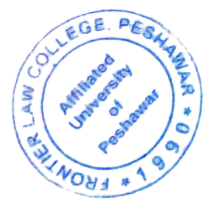 FRONTIER LAW COLLEGE. PESHAWAR
* 1990 *
Affiliated
University
of
Peshawar